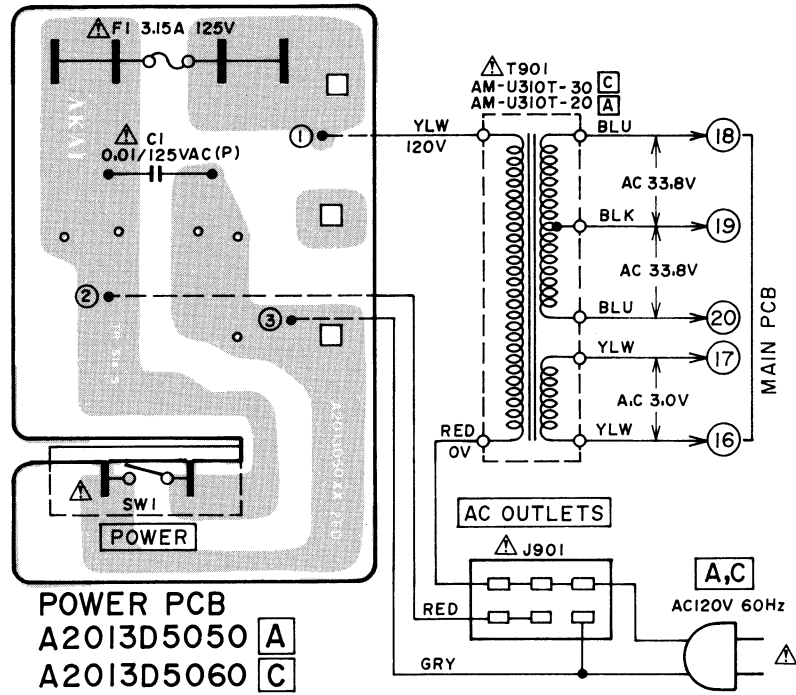 F1 3.15A 125V
AKAI
C1
0.01/125VAC(P)
1
2
3
SW1
POWER
POWER PCB
A2013D5050 A
A2013D5060 C
T901
AM-U310T-30 C
AM-U310T-20 A
YLW
120V
RED
0V
BLU
18
AC 33.8V
BLK
19
AC 33.8V
BLU
20
YLW
17
A.C 3.0V
YLW
16
MAIN PCB
AC OUTLETS
J901
RED
GRY
A,C
AC120V 60Hz